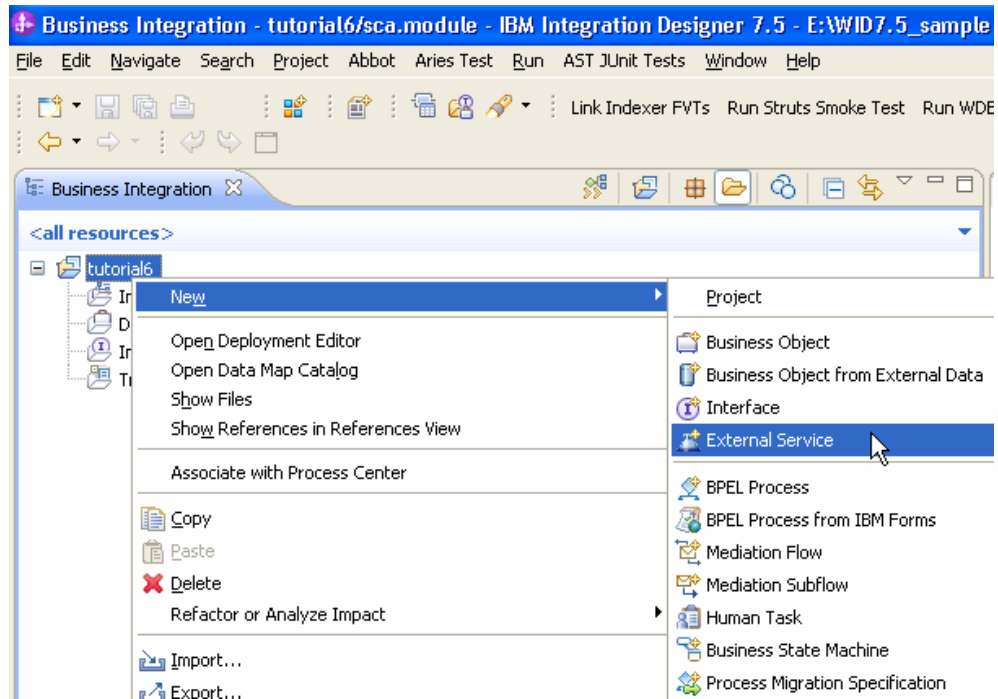 Business Integration - tutorial6/sca.module - IBM Integration Designer 7.5 - E:\WID7.5_sample
File Edit Navigate Search Project Abbot Aries Test Run AST JUnit Tests Window Help
Link Indexer FVTs Run Struts Smoke Test Run WDE
Business Integration
<all resources>
tutorial6
In
D
In
Tr
New
Open Deployment Editor
Open Data Map Catalog
Show Files
Show References in References View
Associate with Process Center
Copy
Paste
Delete
Refactor or Analyze Impact
Import...
Export...
Project
Business Object
Business Object from External Data
Interface
External Service
BPEL Process
BPEL Process from IBM Forms
Mediation Flow
Mediation Subflow
Human Task
Business State Machine
Process Migration Specification